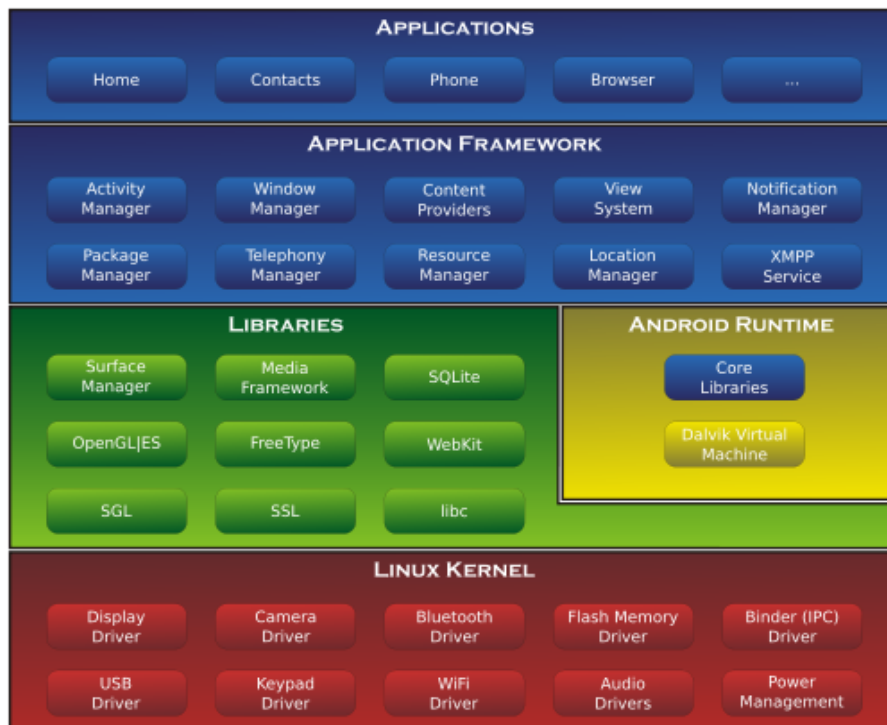 APPLICATIONS
Home
Contacts
Phone
Browser
...
APPLICATION FRAMEWORK
Activity
Manager
Window
Manager
Content
Providers
View
System
Notification
Manager
Package
Manager
Telephony
Manager
Resource
Manager
Location
Manager
XMPP
Service
LIBRARIES
Surface
Manager
Media
Framework
SQLite
OpenGL|ES
FreeType
WebKit
SGL
SSL
libc
ANDROID RUNTIME
Core
Libraries
Dalvik Virtual
Machine
LINUX KERNEL
Display
Driver
Camera
Driver
Bluetooth
Driver
Flash Memory
Driver
Binder (IPC)
Driver
USB
Driver
Keypad
Driver
WiFi
Driver
Audio
Drivers
Power
Management